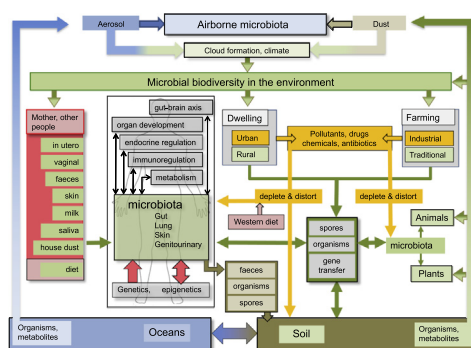 Aerosol
Airborne microbiota
Dust
Cloud formation, climate
Microbial biodiversity in the environment
Mother, other
people
in utero
vaginal
faeces
skin
milk
saliva
house dust
diet
gut-brain axis
organ development
endocrine regulation
immunoregulation
metabolism
microbiota
Gut
Lung
Skin
Genitourinary
Genetics, epigenetics
Dwelling
Urban
Rural
Pollutants, drugs
chemicals, antibiotics
Farming
Industrial
Traditional
deplete & distort
Western diet
deplete & distort
spores
organisms
gene
transfer
Animals
microbiota
Plants
faeces
organisms
spores
Organisms,
metabolites
Oceans
Soil
Organisms,
metabolites